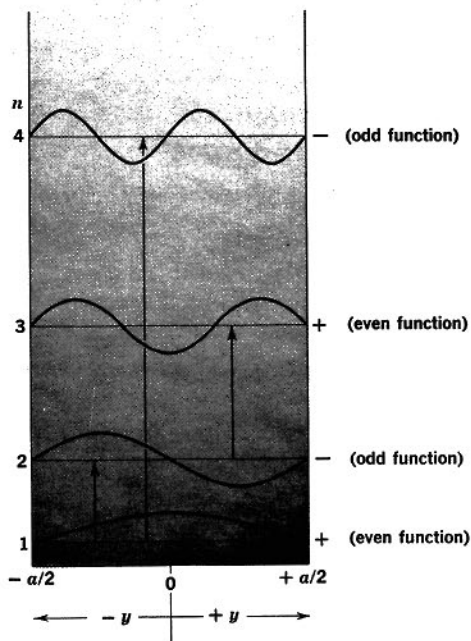 n
4 − (odd function)
3 + (even function)
2 − (odd function)
1 + (even function)
− a/2 0 + a/2
− y + y